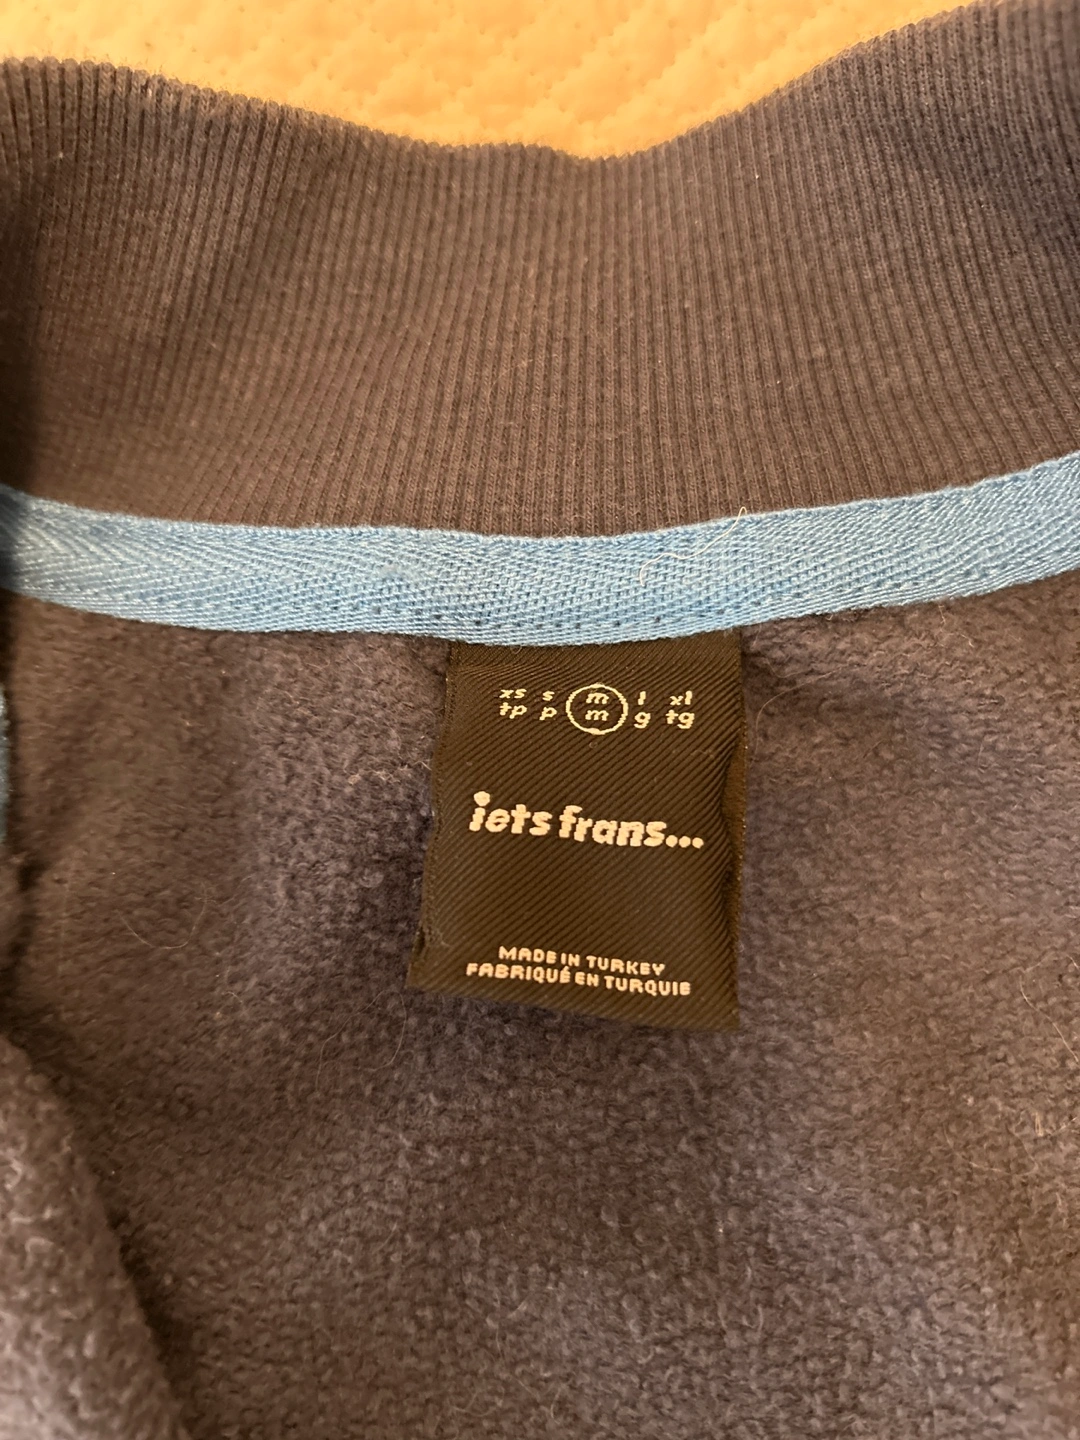 xs s m l xl
tp p m g tg
iets frans...
MADE IN TURKEY
FABRIQUÉ EN TURQUIE